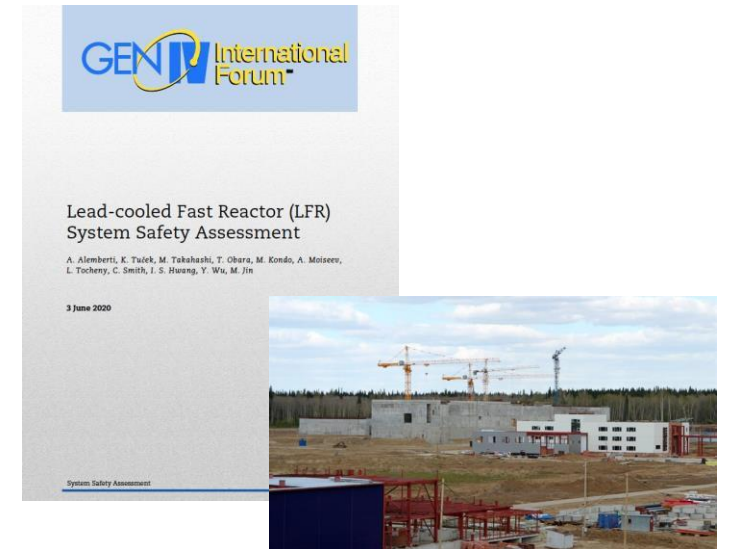 GEN IV International
Forum™
Lead-cooled Fast Reactor (LFR)
System Safety Assessment
A. Alemberti, K. Tuček, M. Takahashi, T. Obara, M. Kondo, A. Moiseev,
L. Tocheny, C. Smith, I. S. Hwang, Y. Wu, M. Jin
3 June 2020
System Safety Assessment